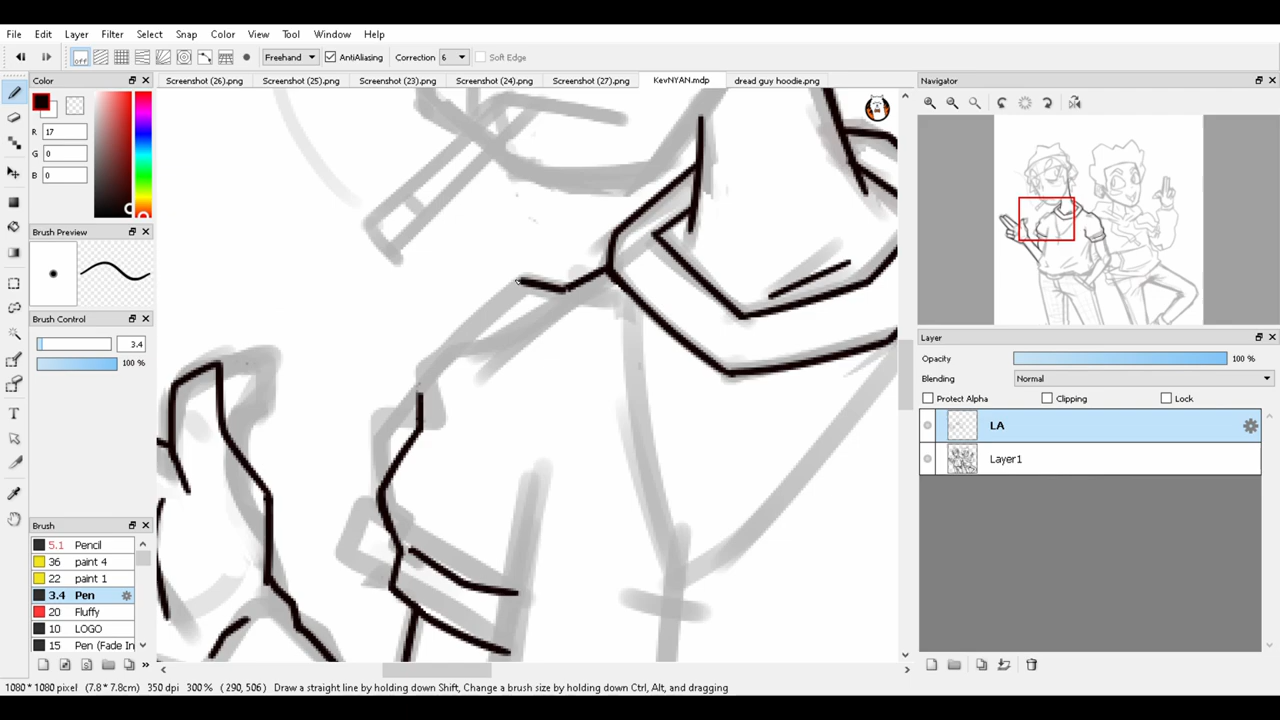 File Edit Layer Filter Select Snap Color View Tool Window Help
off Freehand AntiAliasing Correction 6 Soft Edge
Color
Screenshot (26).png Screenshot (25).png Screenshot (23).png Screenshot (24).png Screenshot (27).png KevNYAN.mdp dread guy hoodie.png
Navigator
R 17
G 0
B 0
Brush Preview
Brush Control
3.4
100 %
Layer
Opacity 100 %
Blending Normal
Protect Alpha Clipping Lock
LA
Layer1
Brush
5.1 Pencil
36 paint 4
22 paint 1
3.4 Pen
20 Fluffy
10 LOGO
15 Pen (Fade In
1080 * 1080 pixel (7.8 * 7.8cm) 350 dpi 300 % ( 290, 506) Draw a straight line by holding down Shift, Change a brush size by holding down Ctrl, Alt, and dragging